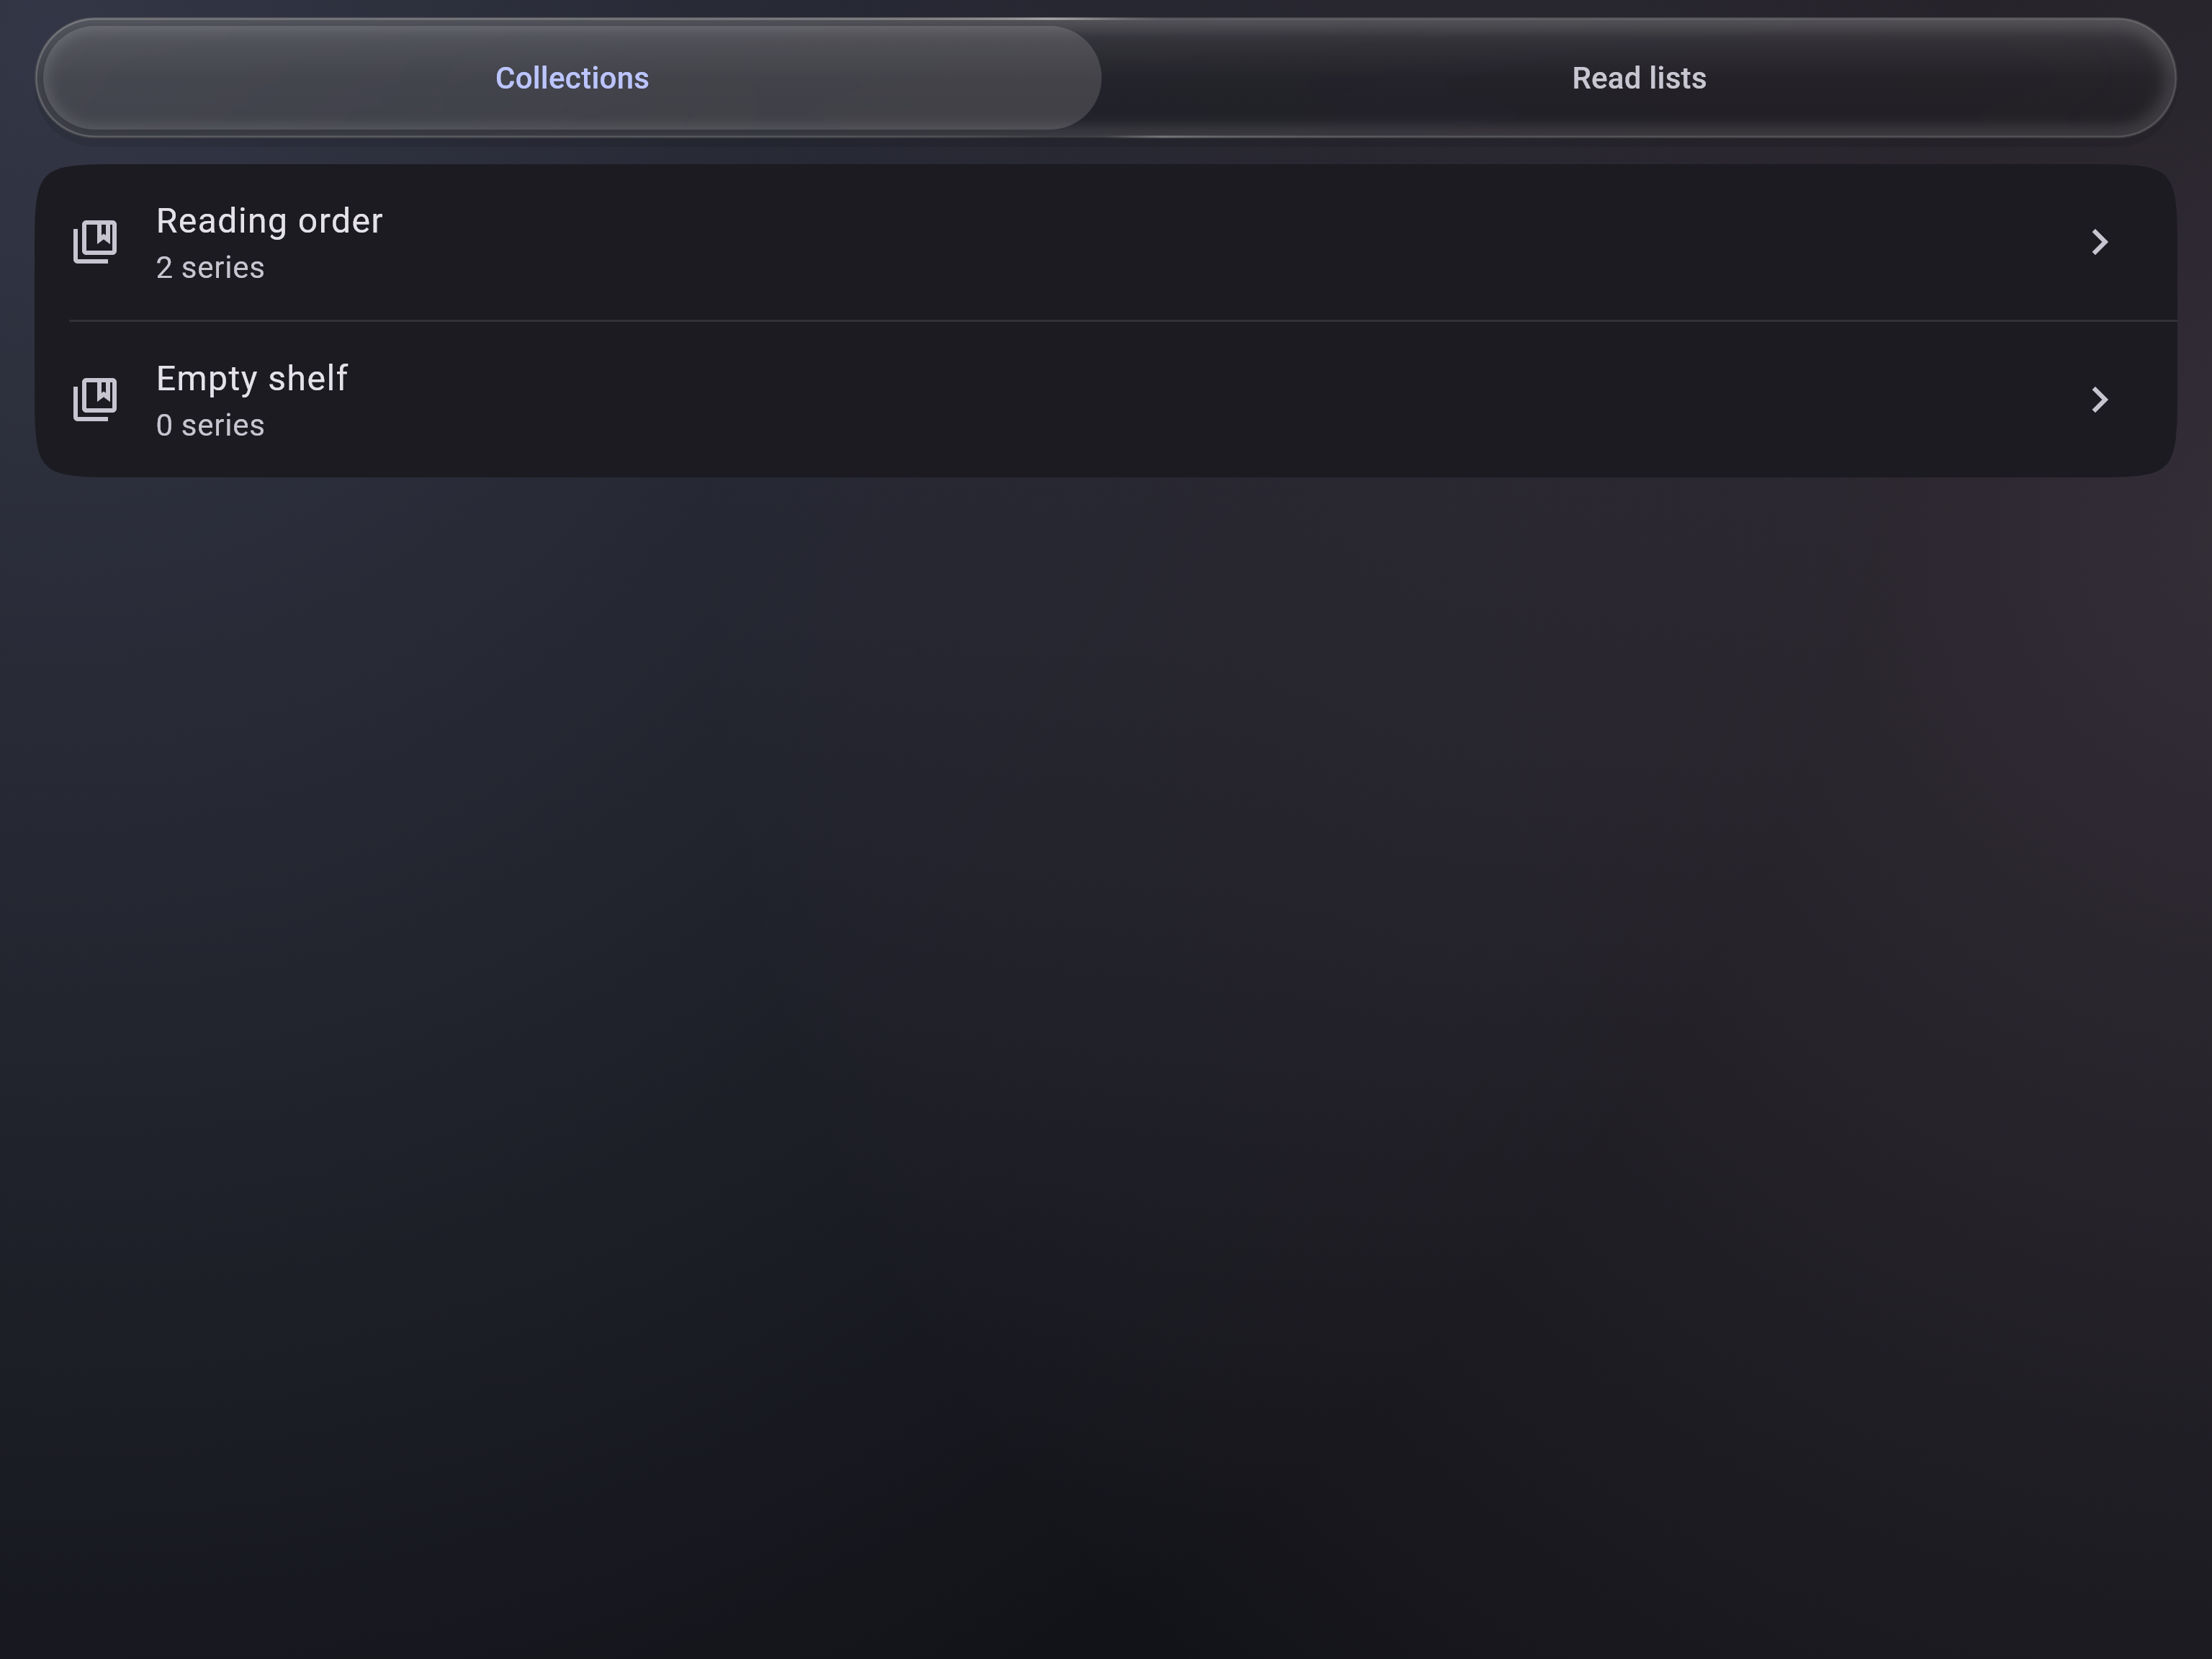 Collections
Read lists
Reading order
2 series
Empty shelf
0 series